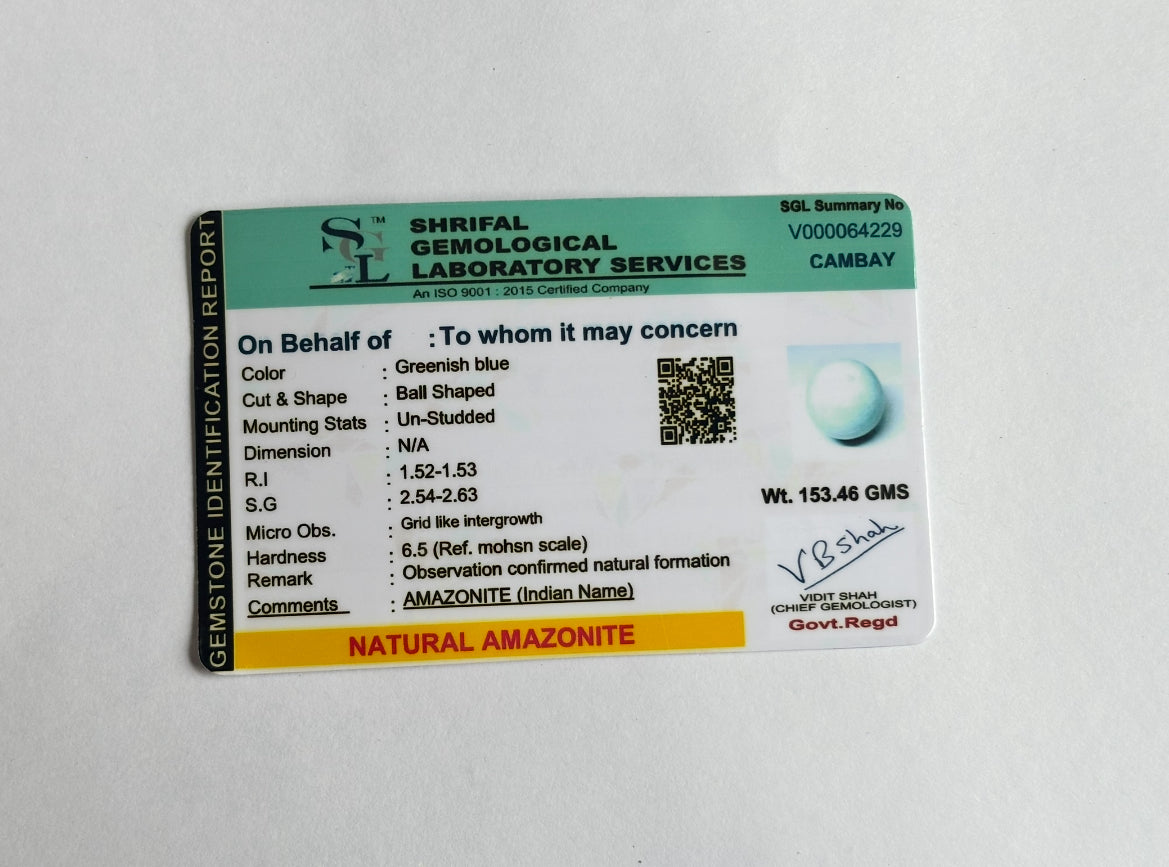 GEMSTONE IDENTIFICATION REPORT
SGL ™
SHRIFAL
GEMOLOGICAL
LABORATORY SERVICES
An ISO 9001 : 2015 Certified Company
SGL Summary No
V000064229
CAMBAY
On Behalf of : To whom it may concern
Color : Greenish blue
Cut & Shape : Ball Shaped
Mounting Stats : Un-Studded
Dimension : N/A
R.I : 1.52-1.53
S.G : 2.54-2.63
Micro Obs. : Grid like intergrowth
Hardness : 6.5 (Ref. mohsn scale)
Remark : Observation confirmed natural formation
Comments : AMAZONITE (Indian Name)
NATURAL AMAZONITE
Wt. 153.46 GMS
VBshah
VIDIT SHAH
(CHIEF GEMOLOGIST)
Govt.Regd